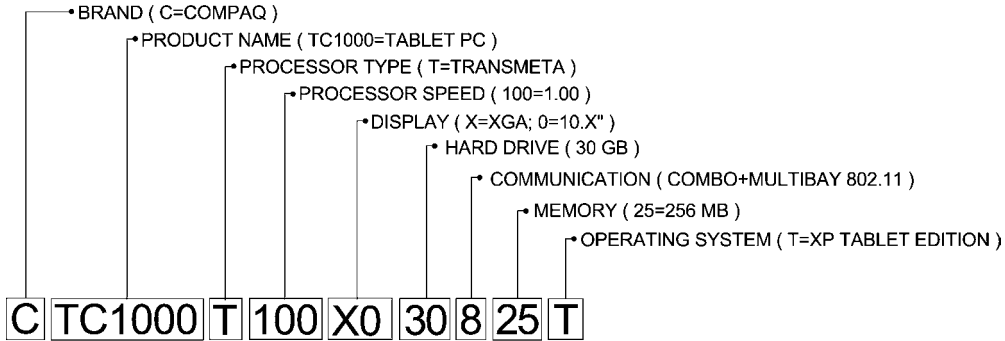 BRAND ( C=COMPAQ )
PRODUCT NAME ( TC1000=TABLET PC )
PROCESSOR TYPE ( T=TRANSMETA )
PROCESSOR SPEED ( 100=1.00 )
DISPLAY ( X=XGA; 0=10.X" )
HARD DRIVE ( 30 GB )
COMMUNICATION ( COMBO+MULTIBAY 802.11 )
MEMORY ( 25=256 MB )
OPERATING SYSTEM ( T=XP TABLET EDITION )
C TC1000 T 100 X0 30 8 25 T